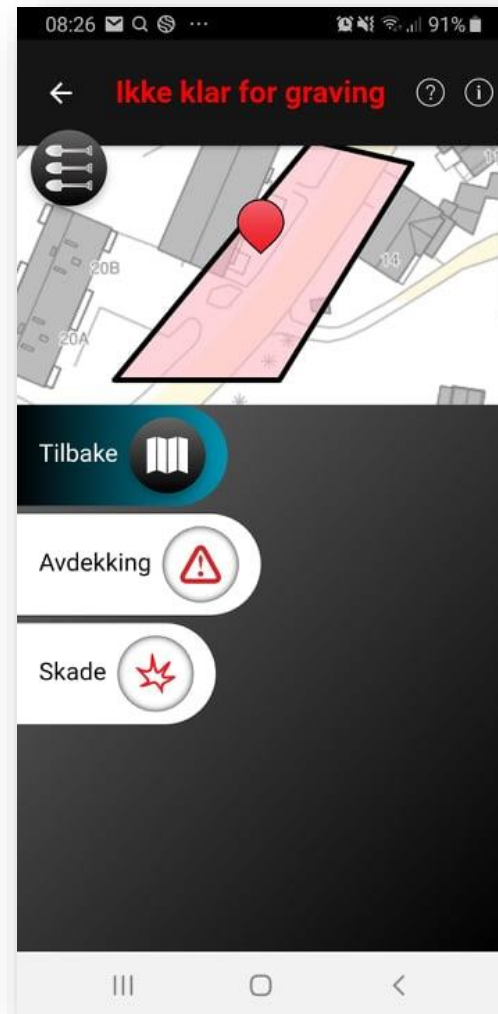 08:26 91%
Ikke klar for graving
20B
14
20A
Tilbake
Avdekking
Skade